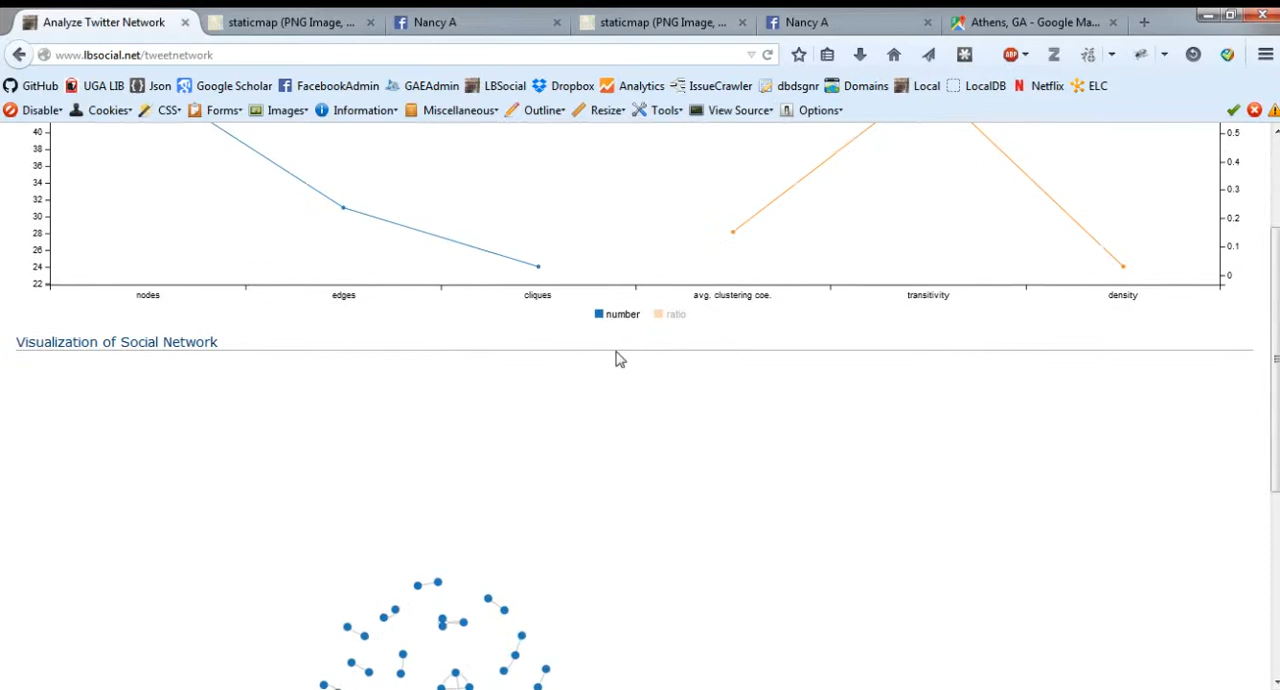 Analyze Twitter Network
staticmap (PNG Image, ...
Nancy A
staticmap (PNG Image, ...
Nancy A
Athens, GA - Google Ma...
www.lbsocial.net/tweetnetwork
GitHub UGA LIB Json Google Scholar FacebookAdmin GAEAdmin LBSocial Dropbox Analytics IssueCrawler dbdsgnr Domains Local LocalDB Netflix ELC
Disable Cookies CSS Forms Images Information Miscellaneous Outline Resize Tools View Source Options
40
38
36
34
32
30
28
26
24
22
0.5
0.4
0.3
0.2
0.1
0
nodes edges cliques avg. clustering coe. transitivity density
number ratio
Visualization of Social Network